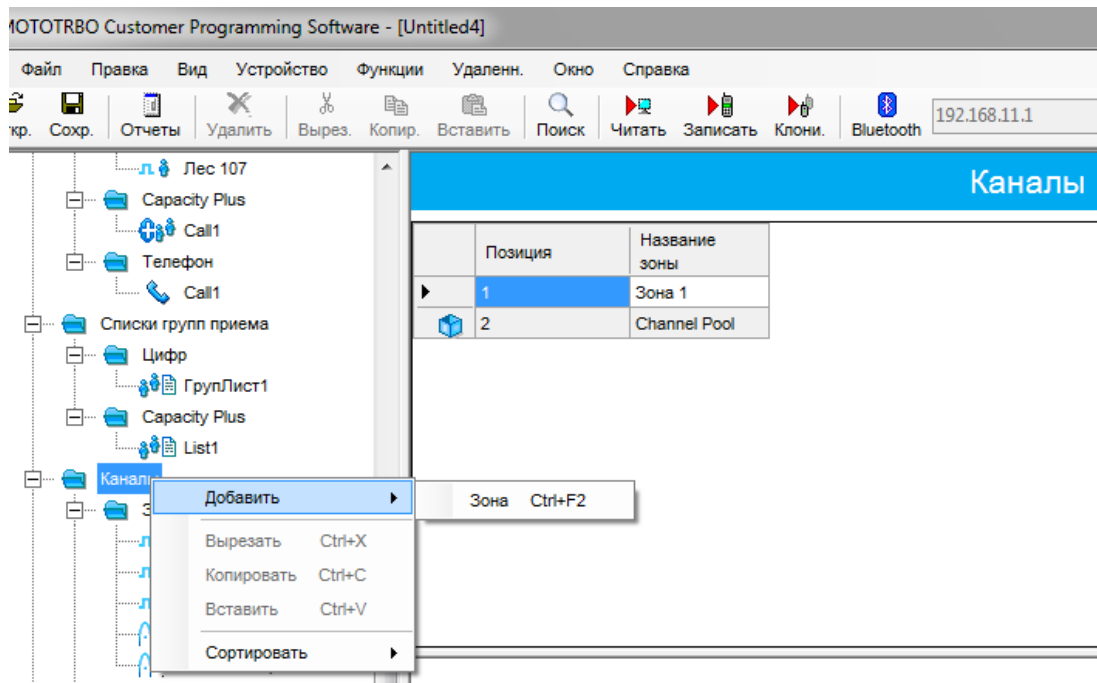 MOTOTRBO Customer Programming Software - [Untitled4]
Файл Правка Вид Устройство Функции Удаленн. Окно Справка
кр. Сохр. Отчеты Удалить Вырез. Копир. Вставить Поиск Читать Записать Клони. Bluetooth 192.168.11.1
Лес 107
Capacity Plus
Call1
Телефон
Call1
Списки групп приема
Цифр
ГрупЛист1
Capacity Plus
List1
Каналы
З
Каналы
Позиция Название зоны
1 Зона 1
2 Channel Pool
Добавить
Вырезать Ctrl+X
Копировать Ctrl+C
Вставить Ctrl+V
Сортировать
Зона Ctrl+F2